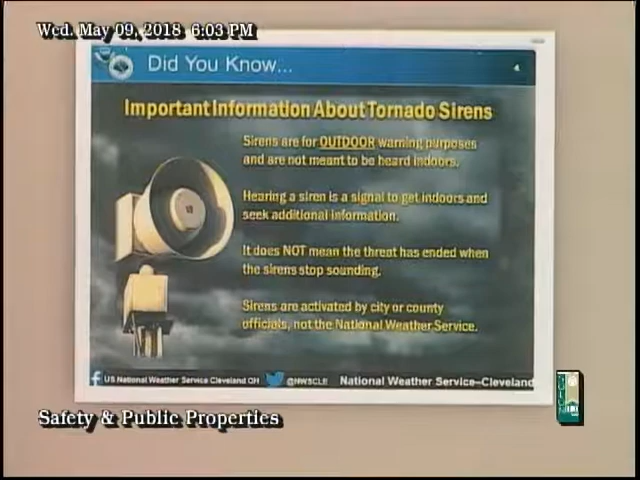 Wed. May 09, 2018 6:03 PM
Did You Know...
Important Information About Tornado Sirens
Sirens are for OUTDOOR warning purposes
and are not meant to be heard indoors.
Hearing a siren is a signal to get indoors and
seek additional information.
It does NOT mean the threat has ended when
the sirens stop sounding.
Sirens are activated by city or county
officials, not the National Weather Service.
US National Weather Service Cleveland OH @NWSCLE National Weather Service–Cleveland
Safety & Public Properties
SOLON